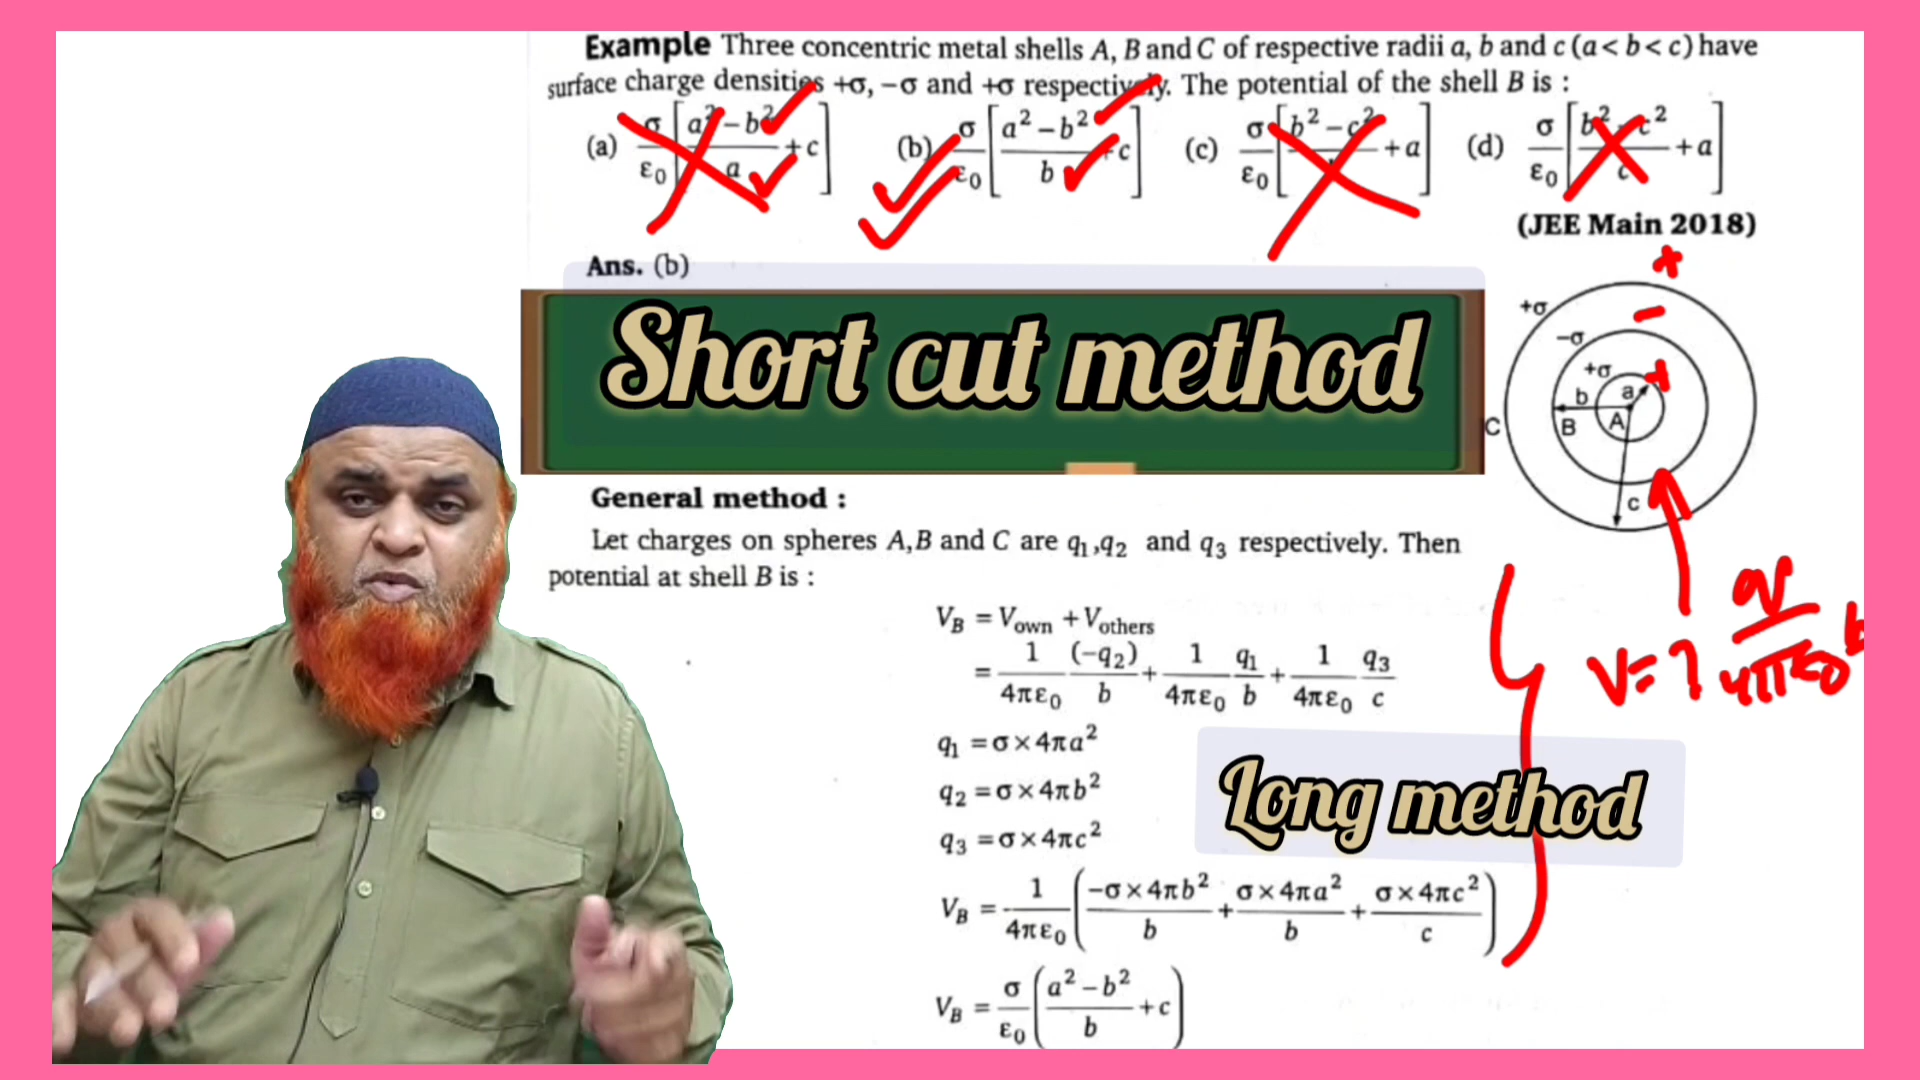 Example Three concentric metal shells A, B and C of respective radii a, b and c (a < b < c) have
surface charge densities +σ, −σ and +σ respectively. The potential of the shell B is :
(a) σ/ε₀ [(a² − b²)/a + c] (b) σ/ε₀ [(a² − b²)/b + c] (c) σ/ε₀ [(b² − c²)/ + a] (d) σ/ε₀ [(b² − c²)/c + a]
(JEE Main 2018)
Ans. (b)
Short cut method
+
+σ
−
−σ
+σ
+
b
a
C
B
A
c
General method :
Let charges on spheres A, B and C are q₁, q₂ and q₃ respectively. Then
potential at shell B is :
V_B = V_own + V_others
= 1/4πε₀ (−q₂)/b + 1/4πε₀ q₁/b + 1/4πε₀ q₃/c
V=? q/4πε₀
q₁ = σ × 4πa²
q₂ = σ × 4πb²
q₃ = σ × 4πc²
Long method
V_B = 1/4πε₀ (−σ × 4πb²/b + σ × 4πa²/b + σ × 4πc²/c)
V_B = σ/ε₀ ((a² − b²)/b + c)